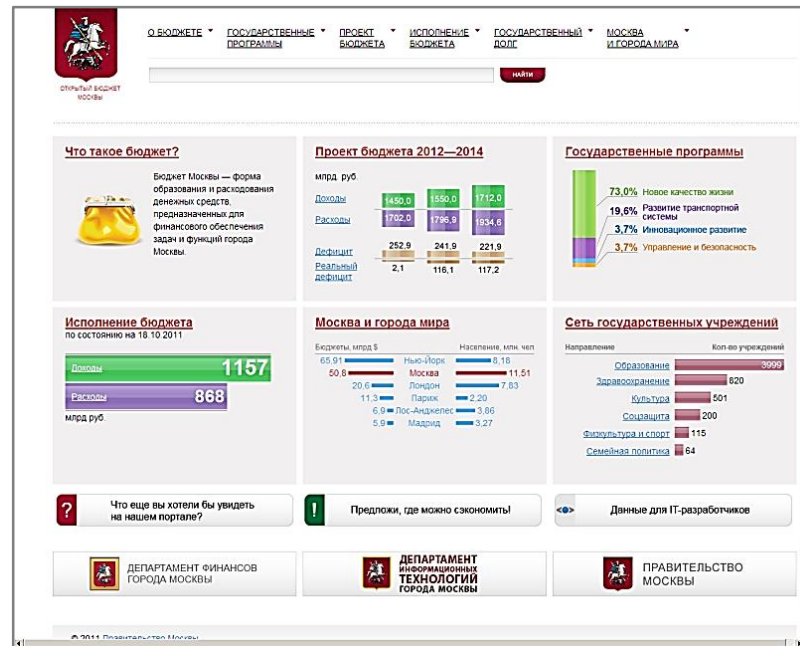 О БЮДЖЕТЕ
ГОСУДАРСТВЕННЫЕ
ПРОГРАММЫ
ПРОЕКТ
БЮДЖЕТА
ИСПОЛНЕНИЕ
БЮДЖЕТА
ГОСУДАРСТВЕННЫЙ
ДОЛГ
МОСКВА
И ГОРОДА МИРА
НАЙТИ
ОТКРЫТЫЙ БЮДЖЕТ
МОСКВЫ
Что такое бюджет?
Бюджет Москвы — форма
образования и расходования
денежных средств,
предназначенных для
финансового обеспечения
задач и функций города
Москвы.
Проект бюджета 2012—2014
млрд. руб.
Доходы 1450,0 1550,0 1712,0
Расходы 1702,0 1796,9 1934,6
Дефицит 252,9 241,9 221,9
Реальный
дефицит 2,1 116,1 117,2
Государственные программы
73,0% Новое качество жизни
19,6% Развитие транспортной
системы
3,7% Инновационное развитие
3,7% Управление и безопасность
Исполнение бюджета
по состоянию на 18.10.2011
Доходы 1157
Расходы 868
млрд руб.
Москва и города мира
Бюджеты, млрд $ Население, млн. чел
65,91 Нью-Йорк 8,18
50,8 Москва 11,51
20,6 Лондон 7,83
11,3 Париж 2,20
6,9 Лос-Анджелес 3,86
5,9 Мадрид 3,27
Сеть государственных учреждений
Направление Кол-во учреждений
Образование 3999
Здравоохранение 820
Культура 501
Соцзащита 200
Физкультура и спорт 115
Семейная политика 64
? Что еще вы хотели бы увидеть
на нашем портале?
! Предложи, где можно сэкономить!
Данные для IT-разработчиков
ДЕПАРТАМЕНТ ФИНАНСОВ
ГОРОДА МОСКВЫ
ДЕПАРТАМЕНТ
ИНФОРМАЦИОННЫХ
ТЕХНОЛОГИЙ
ГОРОДА МОСКВЫ
ПРАВИТЕЛЬСТВО
МОСКВЫ
© 2011 Правительство Москвы